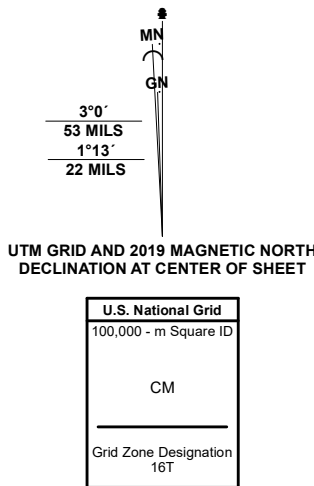 MN
GN
3°0´
53 MILS
1°13´
22 MILS
UTM GRID AND 2019 MAGNETIC NORTH
DECLINATION AT CENTER OF SHEET
U.S. National Grid
100,000 - m Square ID
CM
Grid Zone Designation
16T